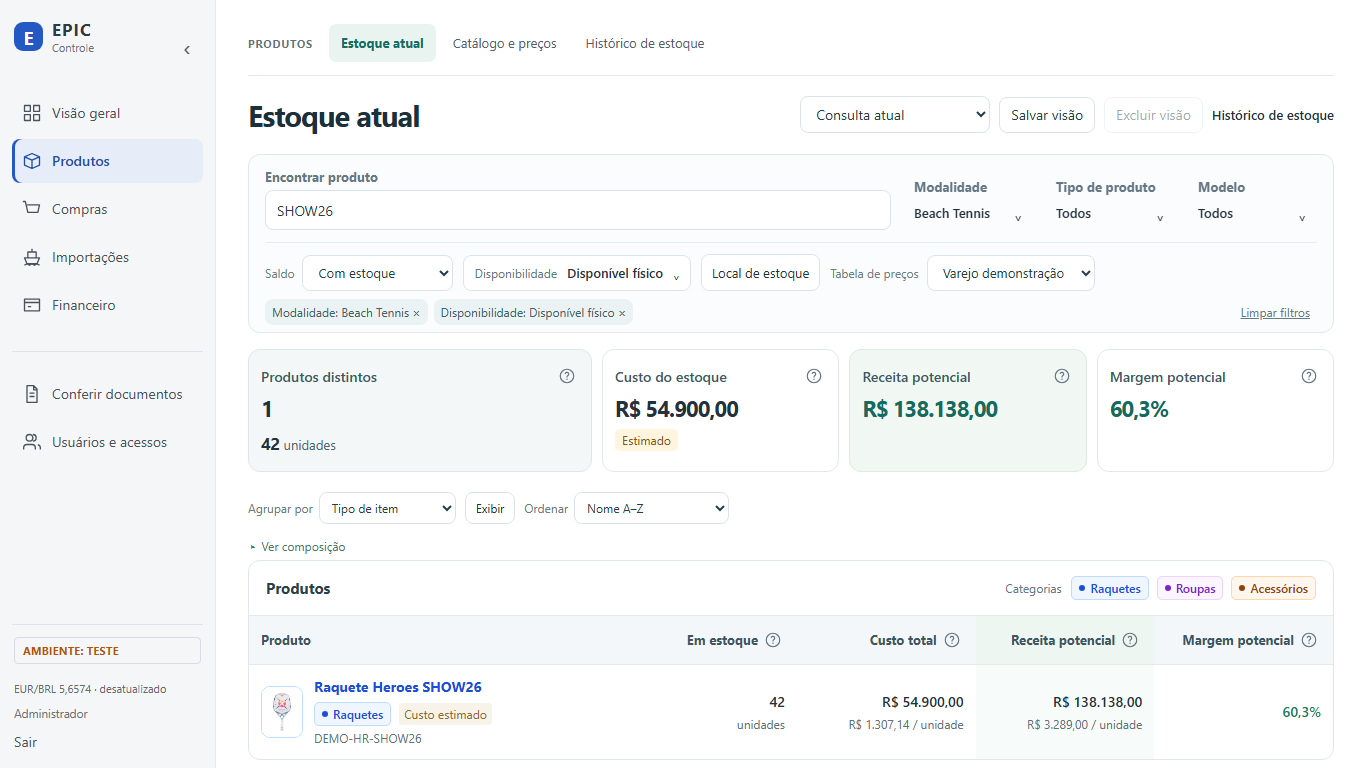 E
EPIC
Controle
Visão geral
Produtos
Compras
Importações
Financeiro
Conferir documentos
Usuários e acessos
AMBIENTE: TESTE
EUR/BRL 5,6574 · desatualizado
Administrador
Sair
PRODUTOS Estoque atual Catálogo e preços Histórico de estoque
Estoque atual
Consulta atual Salvar visão Excluir visão Histórico de estoque
Encontrar produto
SHOW26
Modalidade Tipo de produto Modelo
Beach Tennis Todos Todos
Saldo Com estoque Disponibilidade Disponível físico Local de estoque Tabela de preços Varejo demonstração
Modalidade: Beach Tennis × Disponibilidade: Disponível físico × Limpar filtros
Produtos distintos ?
1
42 unidades
Custo do estoque ?
R$ 54.900,00
Estimado
Receita potencial ?
R$ 138.138,00
Margem potencial ?
60,3%
Agrupar por Tipo de item Exibir Ordenar Nome A–Z
Ver composição
Produtos Categorias Raquetes Roupas Acessórios
Produto Em estoque ? Custo total ? Receita potencial ? Margem potencial ?
Raquete Heroes SHOW26
Raquetes Custo estimado
DEMO-HR-SHOW26
42
unidades
R$ 54.900,00
R$ 1.307,14 / unidade
R$ 138.138,00
R$ 3.289,00 / unidade
60,3%